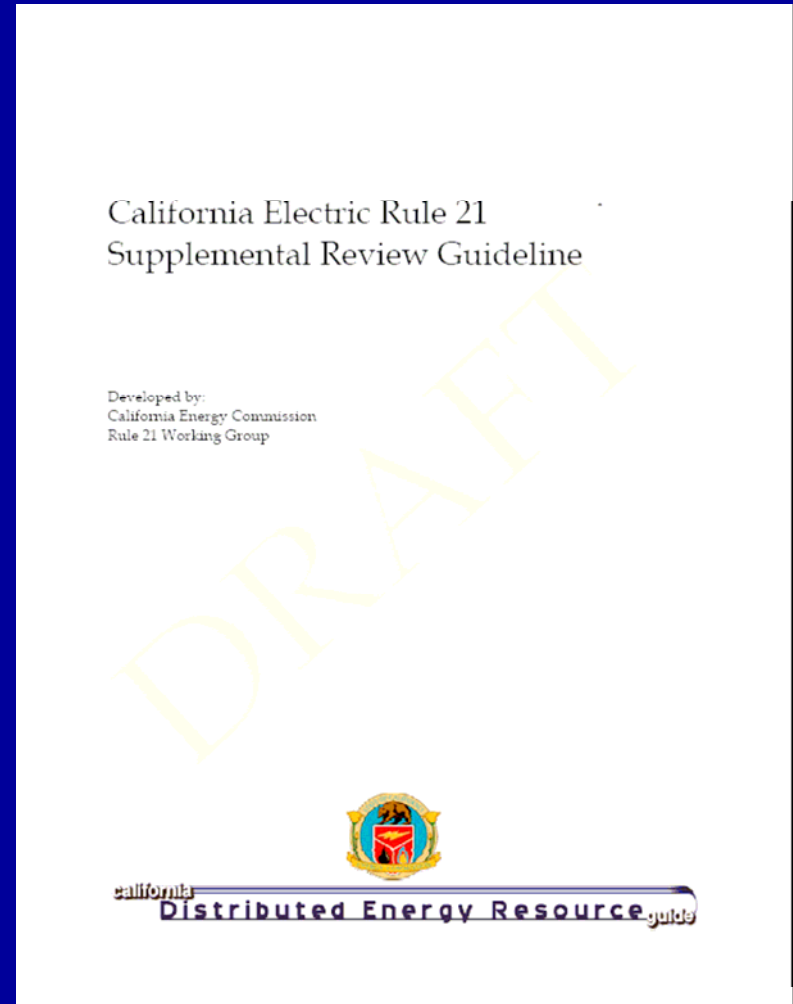 California Electric Rule 21
Supplemental Review Guideline
Developed by:
California Energy Commission
Rule 21 Working Group
DRAFT
california
Distributed Energy Resource guide